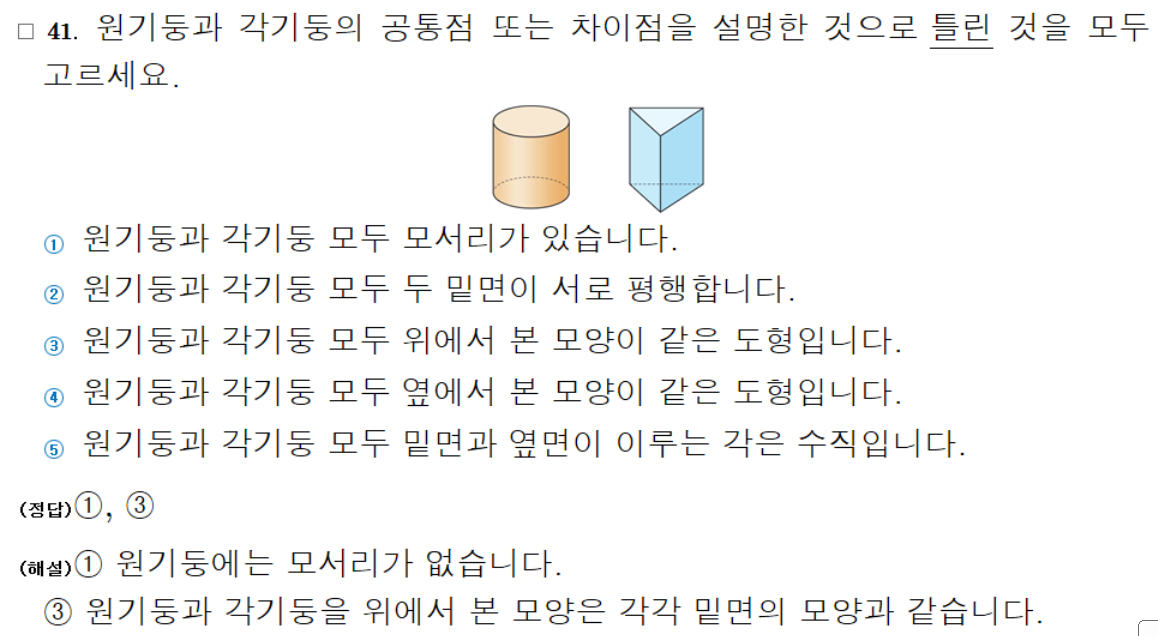 □ 41. 원기둥과 각기둥의 공통점 또는 차이점을 설명한 것으로 틀린 것을 모두
고르세요.
① 원기둥과 각기둥 모두 모서리가 있습니다.
② 원기둥과 각기둥 모두 두 밑면이 서로 평행합니다.
③ 원기둥과 각기둥 모두 위에서 본 모양이 같은 도형입니다.
④ 원기둥과 각기둥 모두 옆에서 본 모양이 같은 도형입니다.
⑤ 원기둥과 각기둥 모두 밑면과 옆면이 이루는 각은 수직입니다.
(정답)①, ③
(해설)① 원기둥에는 모서리가 없습니다.
③ 원기둥과 각기둥을 위에서 본 모양은 각각 밑면의 모양과 같습니다.